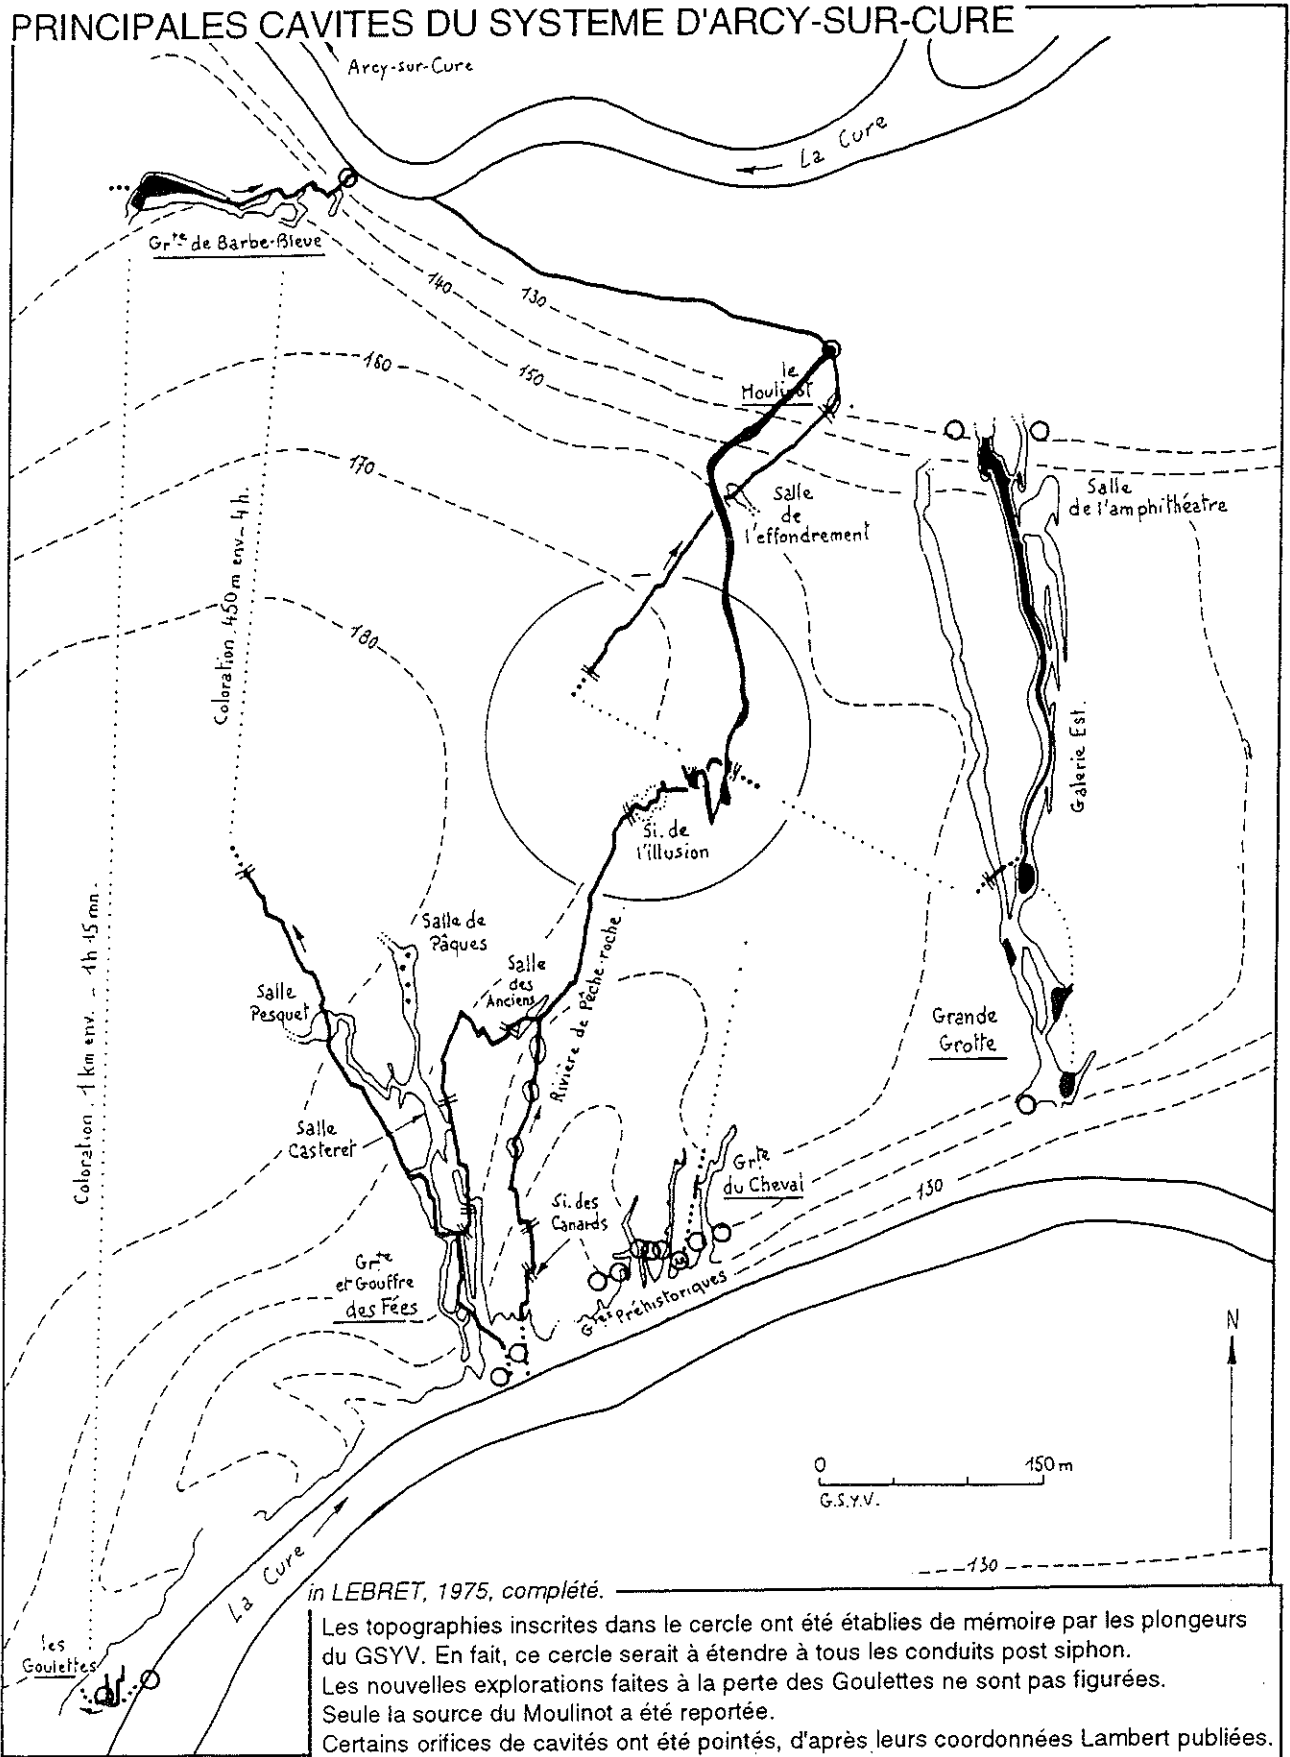 PRINCIPALES CAVITES DU SYSTEME D'ARCY-SUR-CURE
Arcy-sur-Cure
La Cure
Grte de Barbe-Bleue
140
130
160
150
le
Moulinot
170
Salle
de
l'effondrement
Salle
de l'amphithéatre
180
Coloration. 450 m env. - 4 h.
Galerie Est.
Si. de
l'illusion
Coloration. 1 km env. - 1h 15 mn.
Salle de
Pâques
Salle
des
Anciens
Salle
Pesquet
Rivière de Pêche-roche
Grande
Grotte
Salle
Casteret
Grte
du Cheval
130
Si. des
Canards
Grte
et Gouffre
des Fées
Gtes Préhistoriques
N
0 150 m
G.S.Y.V.
130
La Cure
les
Goulettes
in LEBRET, 1975, complété.
Les topographies inscrites dans le cercle ont été établies de mémoire par les plongeurs
du GSYV. En fait, ce cercle serait à étendre à tous les conduits post siphon.
Les nouvelles explorations faites à la perte des Goulettes ne sont pas figurées.
Seule la source du Moulinot a été reportée.
Certains orifices de cavités ont été pointés, d'après leurs coordonnées Lambert publiées.